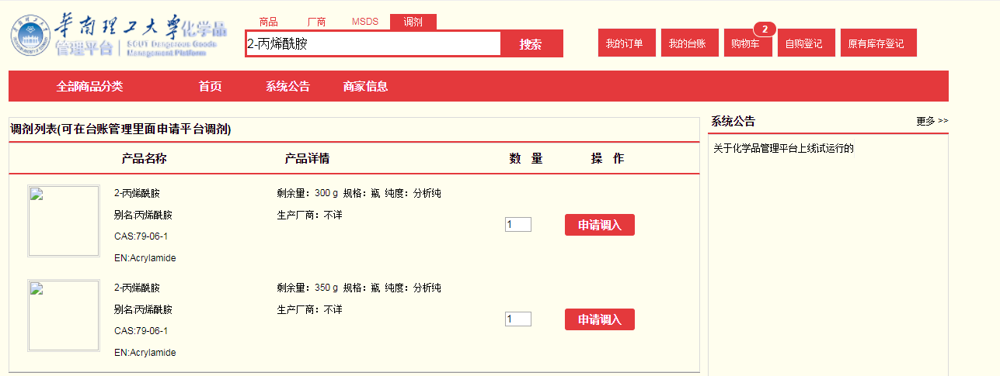 华南理工大学化学品
管理平台 SCUT Dangerous Goods
Management Platform
商品 厂商 MSDS 调剂
2-丙烯酰胺 搜索
我的订单 我的台账 购物车 2 自购登记 原有库存登记
全部商品分类 首页 系统公告 商家信息
调剂列表(可在台账管理里面申请平台调剂)
产品名称 产品详情 数 量 操 作
2-丙烯酰胺 剩余量：300 g 规格：瓶 纯度：分析纯
别名:丙烯酰胺 生产厂商：不详
1 申请调入
CAS:79-06-1
EN:Acrylamide
2-丙烯酰胺 剩余量：350 g 规格：瓶 纯度：分析纯
别名:丙烯酰胺 生产厂商：不详
1 申请调入
CAS:79-06-1
EN:Acrylamide
系统公告 更多 >>
关于化学品管理平台上线试运行的